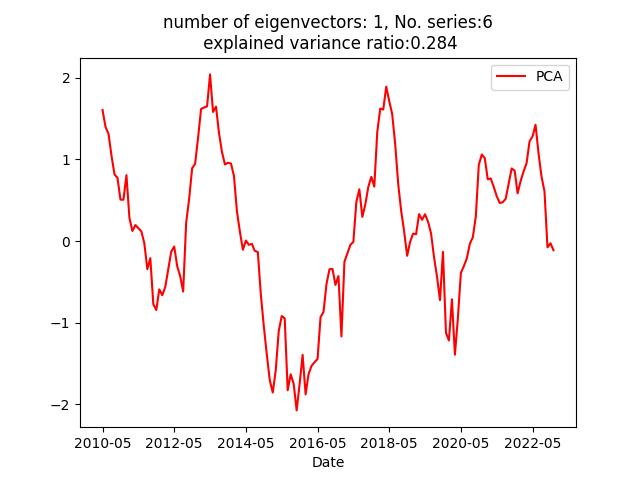 number of eigenvectors: 1, No. series:6
explained variance ratio:0.284
PCA
2
1
0
−1
−2
2010-05 2012-05 2014-05 2016-05 2018-05 2020-05 2022-05
Date